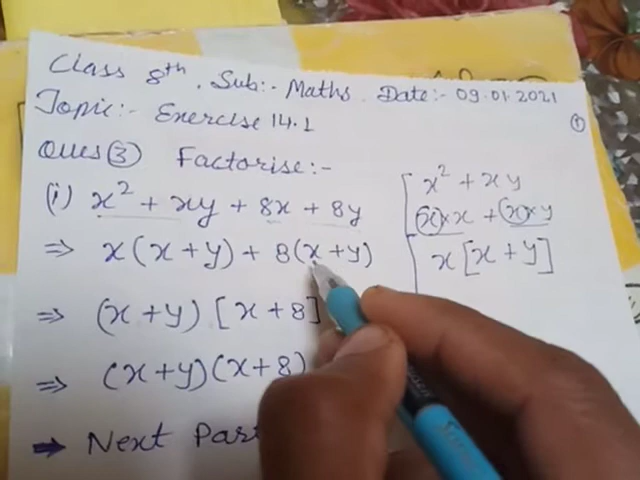 Class 8th. Sub:- Maths. Date:- 09.01.2021
Topic:- Exercise 14.1
①
Ques ③ Factorise:-
(i) x² + xy + 8x + 8y
⇒ x(x+y) + 8(x+y)
⇒ (x+y) [x+8]
⇒ (x+y)(x+8)
➡ Next Part
x² + xy
(x)×x + (x)×y
x[x+y]